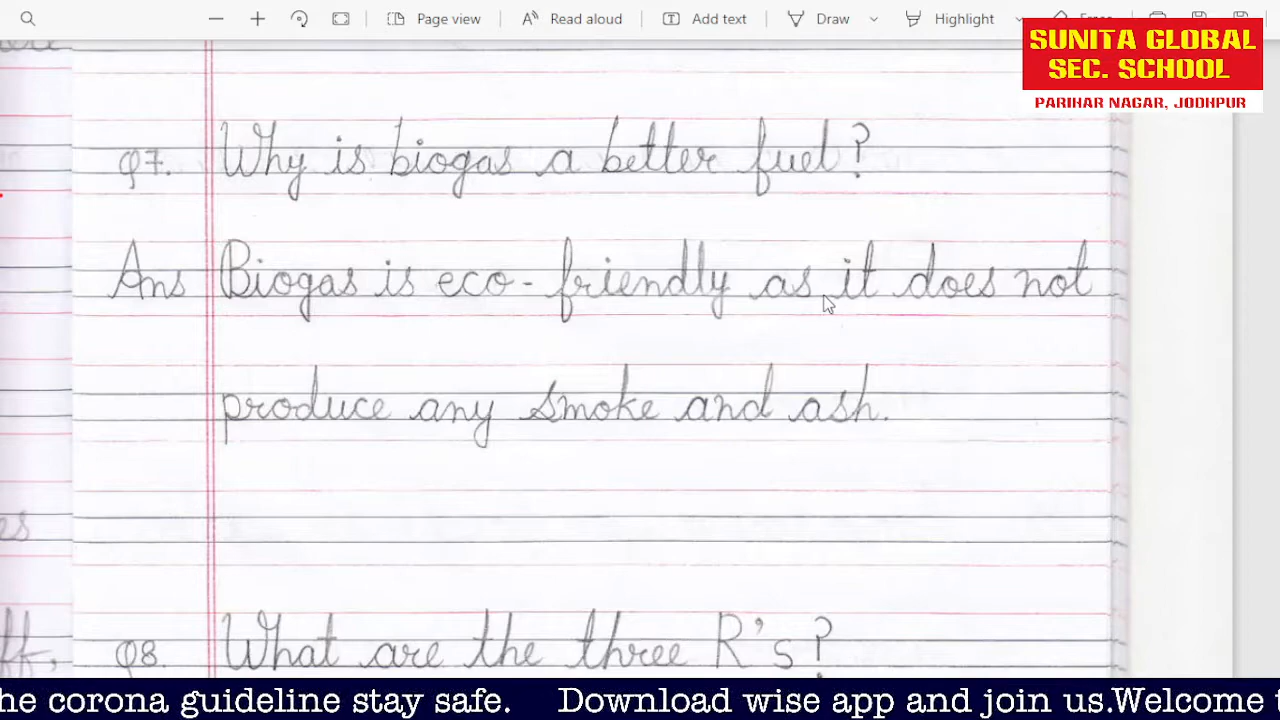 Page view
Read aloud
Add text
Draw
Highlight
SUNITA GLOBAL
SEC. SCHOOL
PARIHAR NAGAR, JODHPUR
Q7. Why is biogas a better fuel?
Ans Biogas is eco-friendly as it does not
produce any smoke and ash.
Q8. What are the three R's?
he corona guideline stay safe. Download wise app and join us.Welcome t